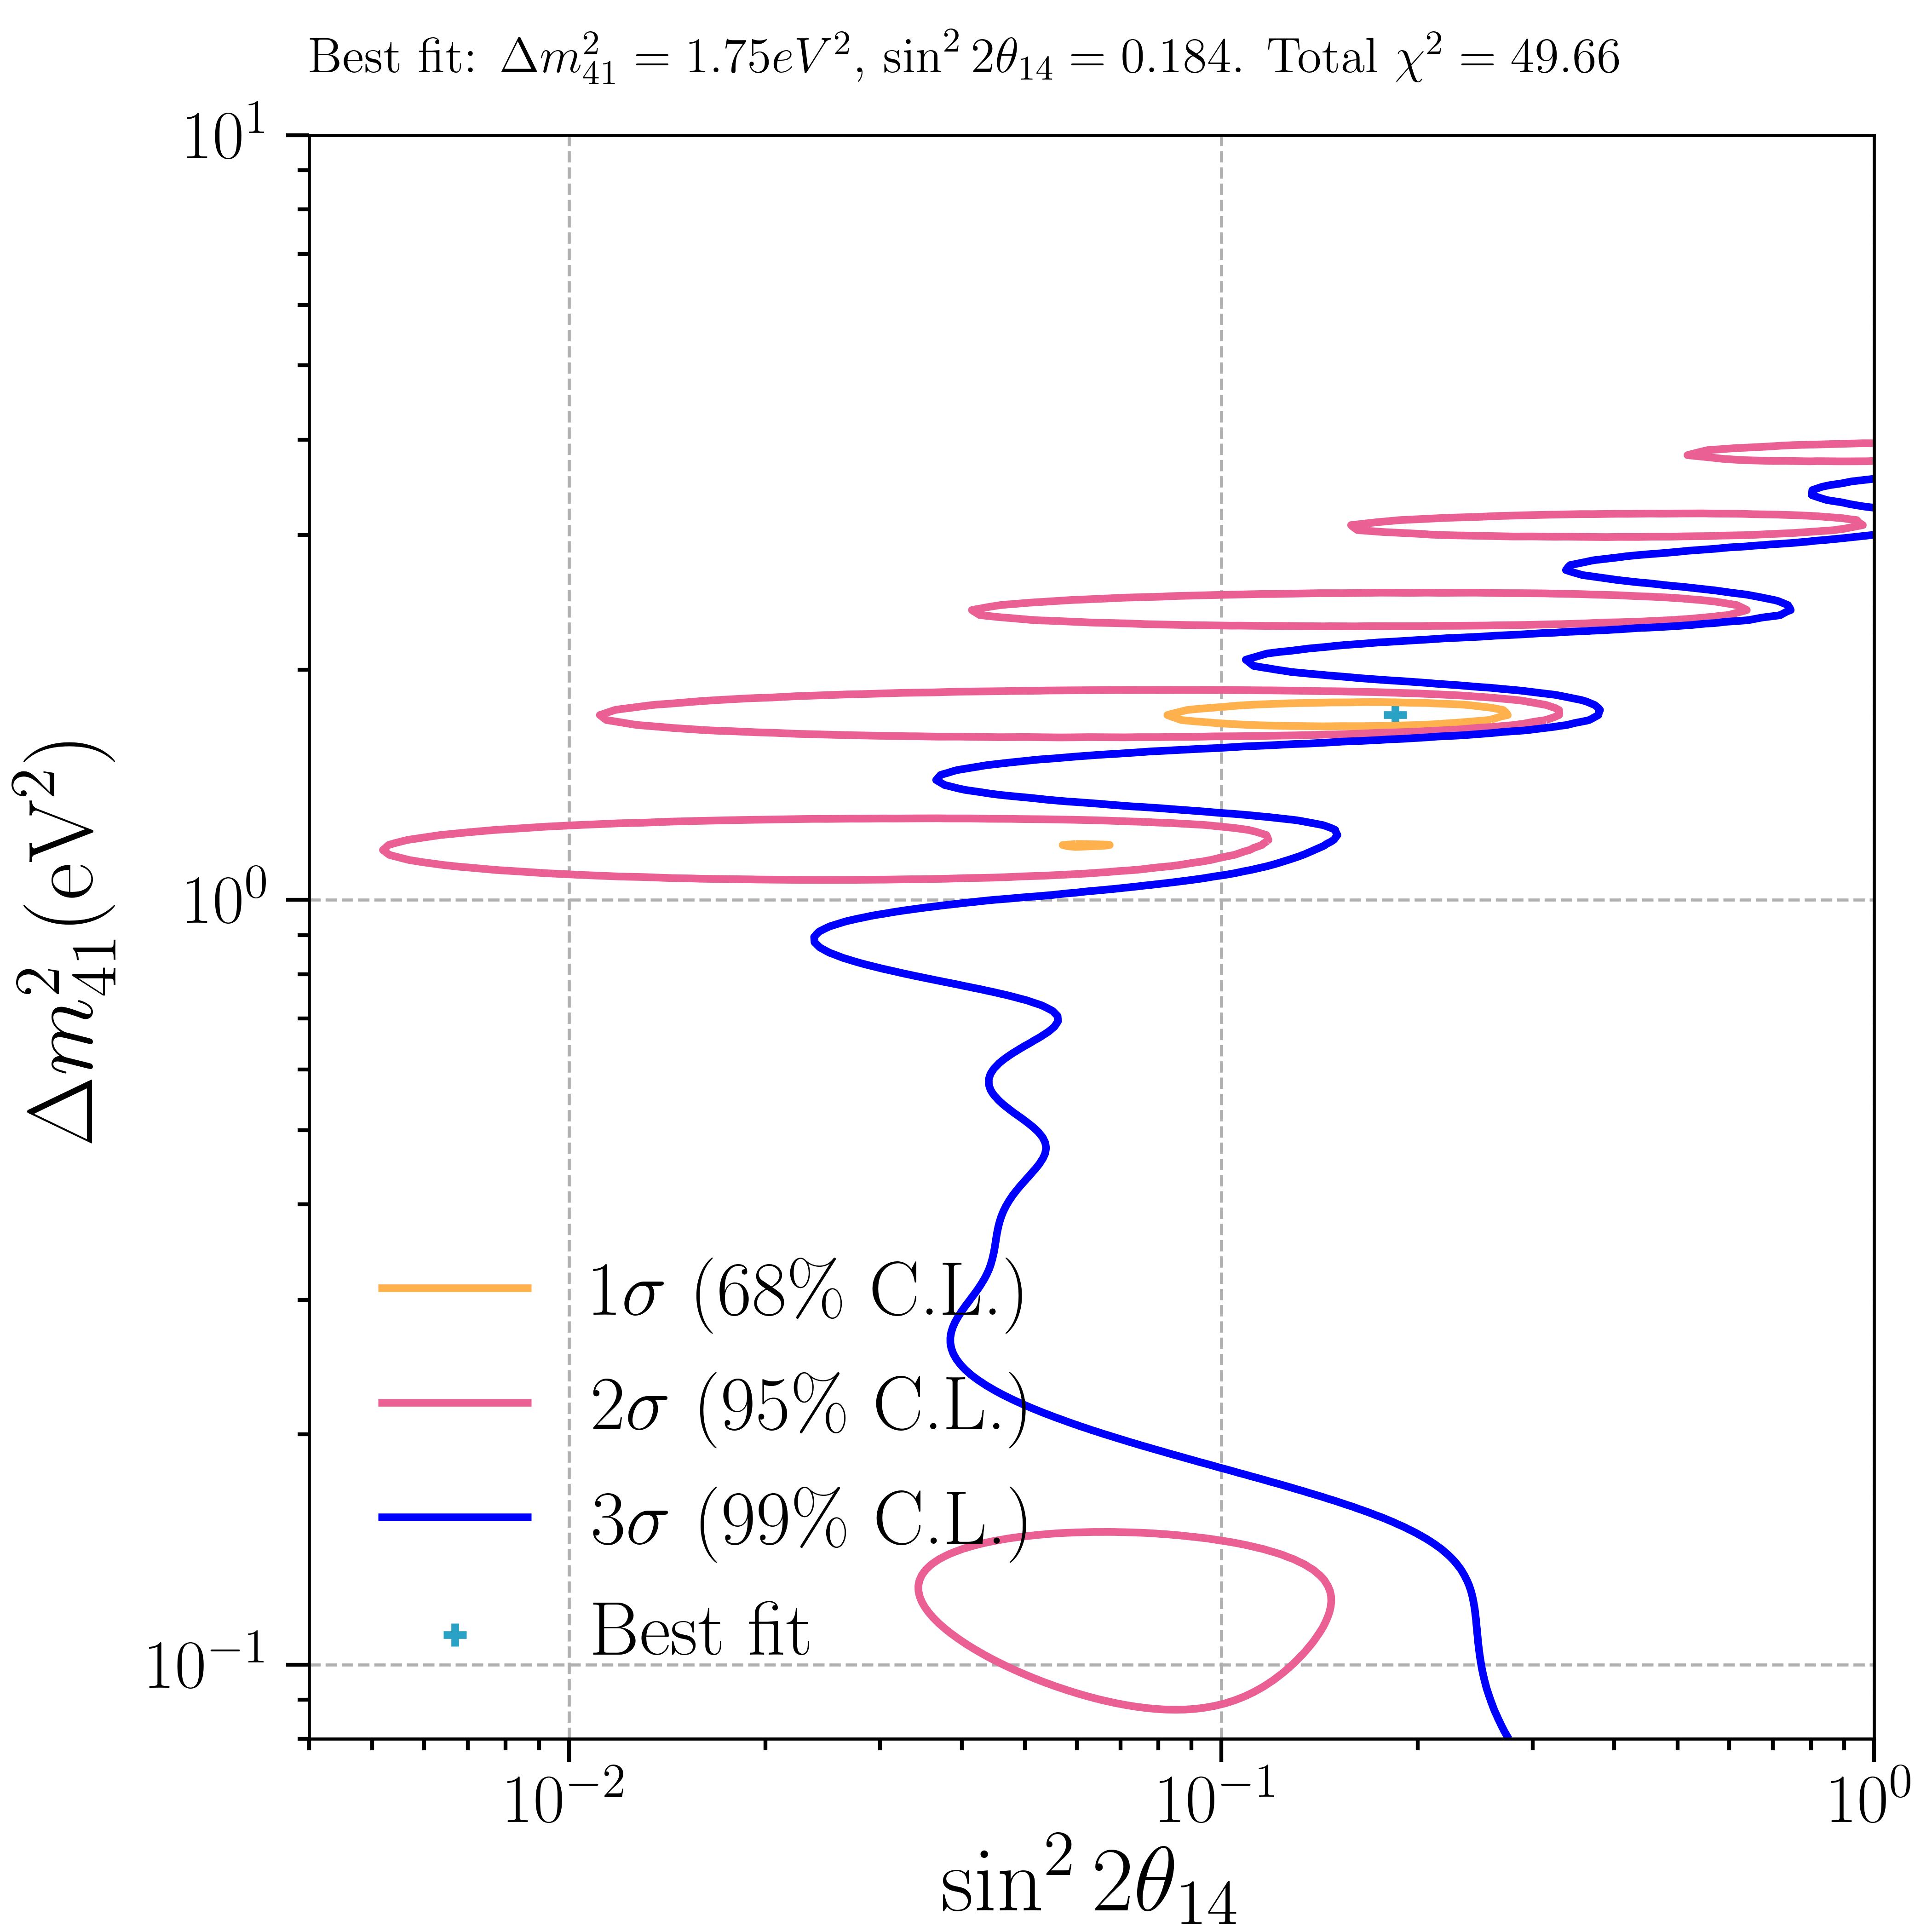 Best fit: Δm²₄₁ = 1.75eV², sin² 2θ₁₄ = 0.184. Total χ² = 49.66
10¹
10⁰
10⁻¹
Δm²₄₁(eV²)
1σ (68% C.L.)
2σ (95% C.L.)
3σ (99% C.L.)
Best fit
10⁻² 10⁻¹ 10⁰
sin² 2θ₁₄